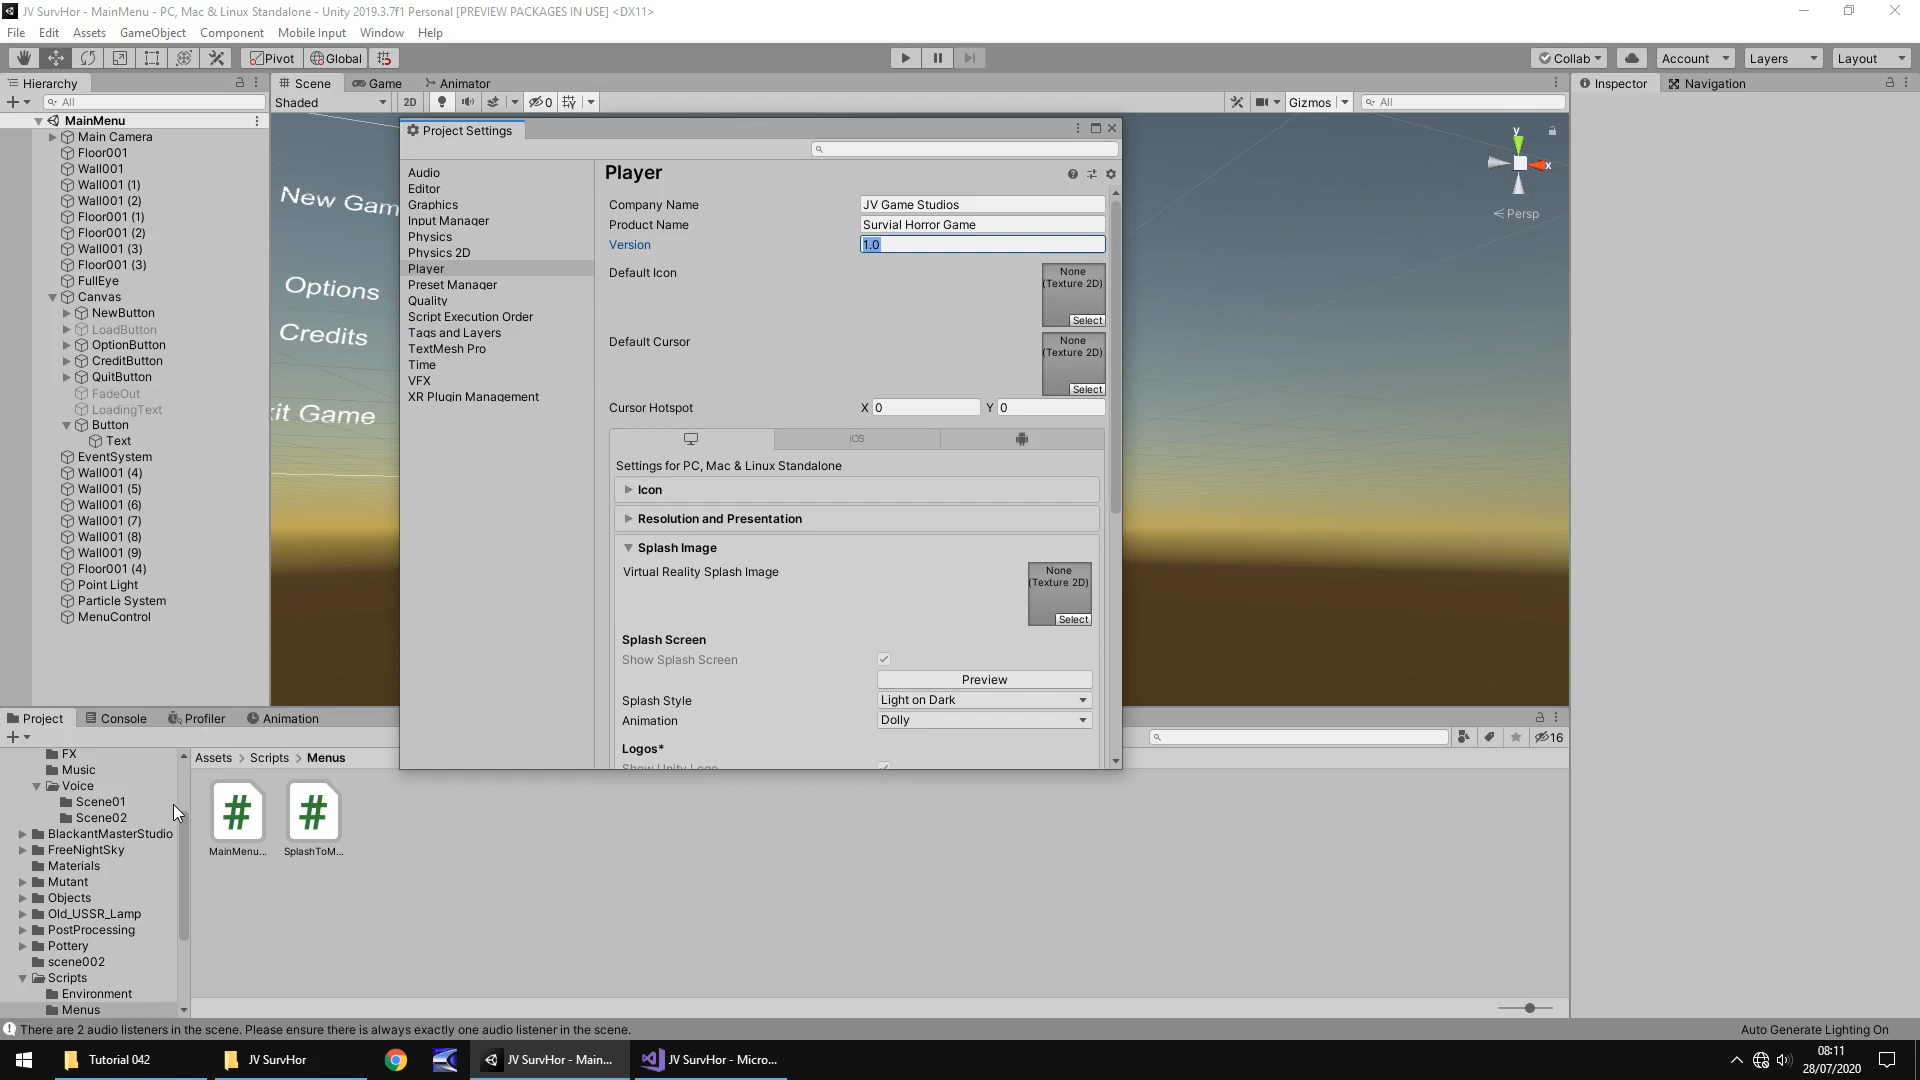 JV SurvHor - MainMenu - PC, Mac & Linux Standalone - Unity 2019.3.7f1 Personal [PREVIEW PACKAGES IN USE] <DX11>
File Edit Assets GameObject Component Mobile Input Window Help
Pivot Global Collab Account Layers Layout
Hierarchy Scene Game Animator Inspector Navigation
All Shaded 2D 0 Gizmos All
MainMenu
Main Camera
Floor001
Wall001
Wall001 (1)
Wall001 (2)
Floor001 (1)
Floor001 (2)
Wall001 (3)
Floor001 (3)
FullEye
Canvas
NewButton
LoadButton
OptionButton
CreditButton
QuitButton
FadeOut
LoadingText
Button
Text
EventSystem
Wall001 (4)
Wall001 (5)
Wall001 (6)
Wall001 (7)
Wall001 (8)
Wall001 (9)
Floor001 (4)
Point Light
Particle System
MenuControl
New Gam
Options
Credits
xit Game
y
x
Persp
Project Settings
Audio
Editor
Graphics
Input Manager
Physics
Physics 2D
Player
Preset Manager
Quality
Script Execution Order
Tags and Layers
TextMesh Pro
Time
VFX
XR Plugin Management
Player
Company Name JV Game Studios
Product Name Survial Horror Game
Version 1.0
Default Icon
None
(Texture 2D)
Select
Default Cursor
None
(Texture 2D)
Select
Cursor Hotspot X 0 Y 0
iOS
Settings for PC, Mac & Linux Standalone
Icon
Resolution and Presentation
Splash Image
Virtual Reality Splash Image
None
(Texture 2D)
Select
Splash Screen
Show Splash Screen
Preview
Splash Style Light on Dark
Animation Dolly
Logos*
Show Unity Logo
Project Console Profiler Animation
16
FX
Music
Voice
Scene01
Scene02
BlackantMasterStudio
FreeNightSky
Materials
Mutant
Objects
Old_USSR_Lamp
PostProcessing
Pottery
scene002
Scripts
Environment
Menus
Assets > Scripts > Menus
# #
MainMenu... SplashToM...
There are 2 audio listeners in the scene. Please ensure there is always exactly one audio listener in the scene.
Auto Generate Lighting On
Tutorial 042 JV SurvHor JV SurvHor - Main... JV SurvHor - Micro...
08:11
28/07/2020